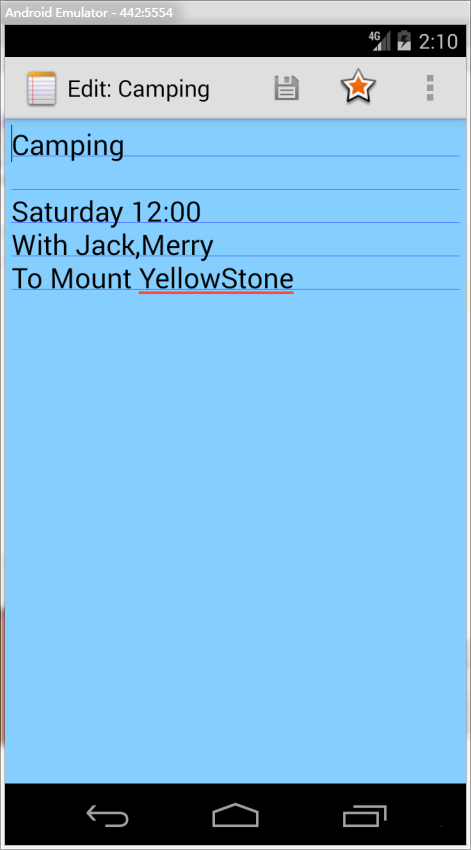 Android Emulator - 442:5554
4G 2:10
Edit: Camping
Camping
Saturday 12:00
With Jack,Merry
To Mount YellowStone